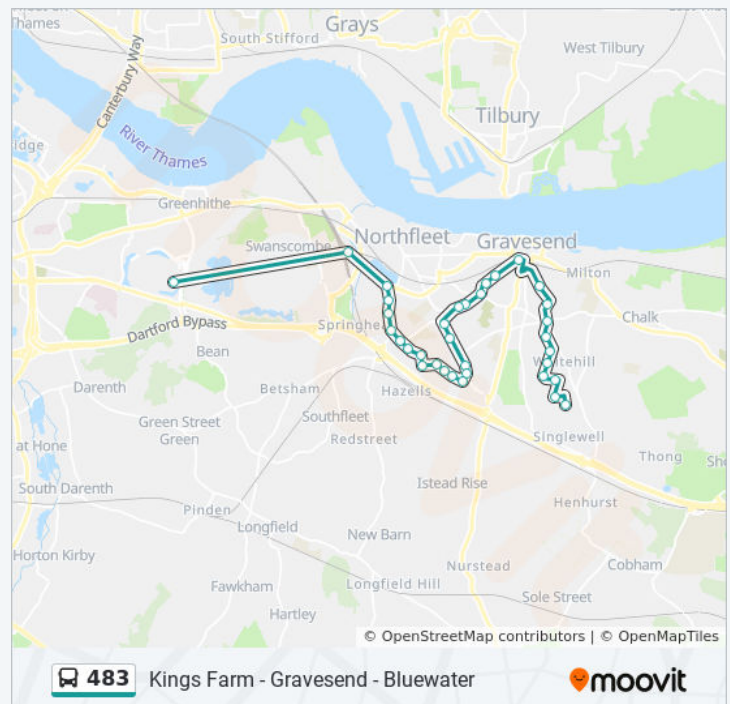 Grays
Thames
South Stifford
West Tilbury
Canterbury Way
Tilbury
River Thames
idge
Greenhithe
Northfleet
Swanscombe
Gravesend
Milton
Dartford Bypass
Springhea
Chalk
Bean
Whitehill
Darenth
Betsham
Hazells
Green Street
Green
Southfleet
Redstreet
Singlewell
at Home
Thong
She
South Darenth
Istead Rise
Pinden
Henhurst
Longfield
New Barn
Horton Kirby
Nurstead
Cobham
Fawkham
Longfield Hill
Sole Street
Hartley
© OpenStreetMap contributors | © OpenMapTiles
483 Kings Farm - Gravesend - Bluewater
moovit